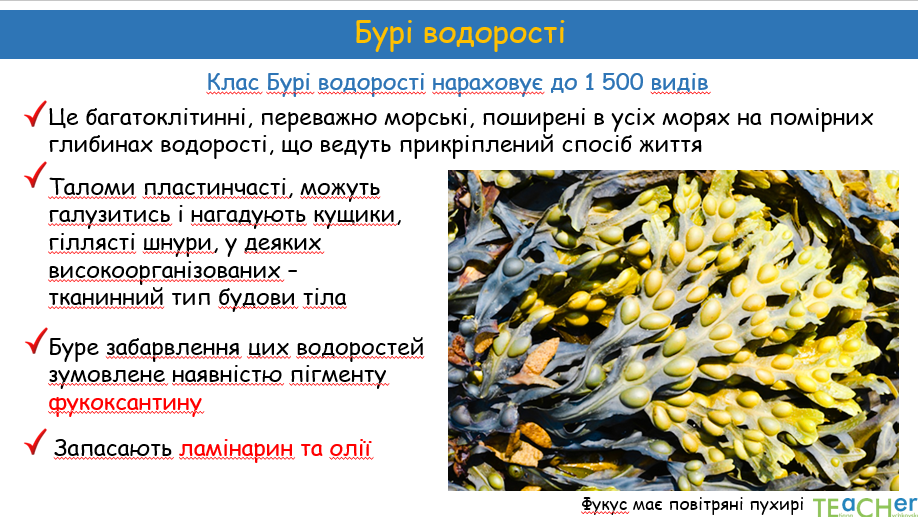 Бурі водорості
Клас Бурі водорості нараховує до 1 500 видів
Це багатоклітинні, переважно морські, поширені в усіх морях на помірних
глибинах водорості, що ведуть прикріплений спосіб життя
Таломи пластинчасті, можуть
галузитись і нагадують кущики,
гіллясті шнури, у деяких
високоорганізованих –
тканинний тип будови тіла
Буре забарвлення цих водоростей
зумовлене наявністю пігменту
фукоксантину
Запасають ламінарин та олії
Фукус має повітряні пухирі
TEaCHer